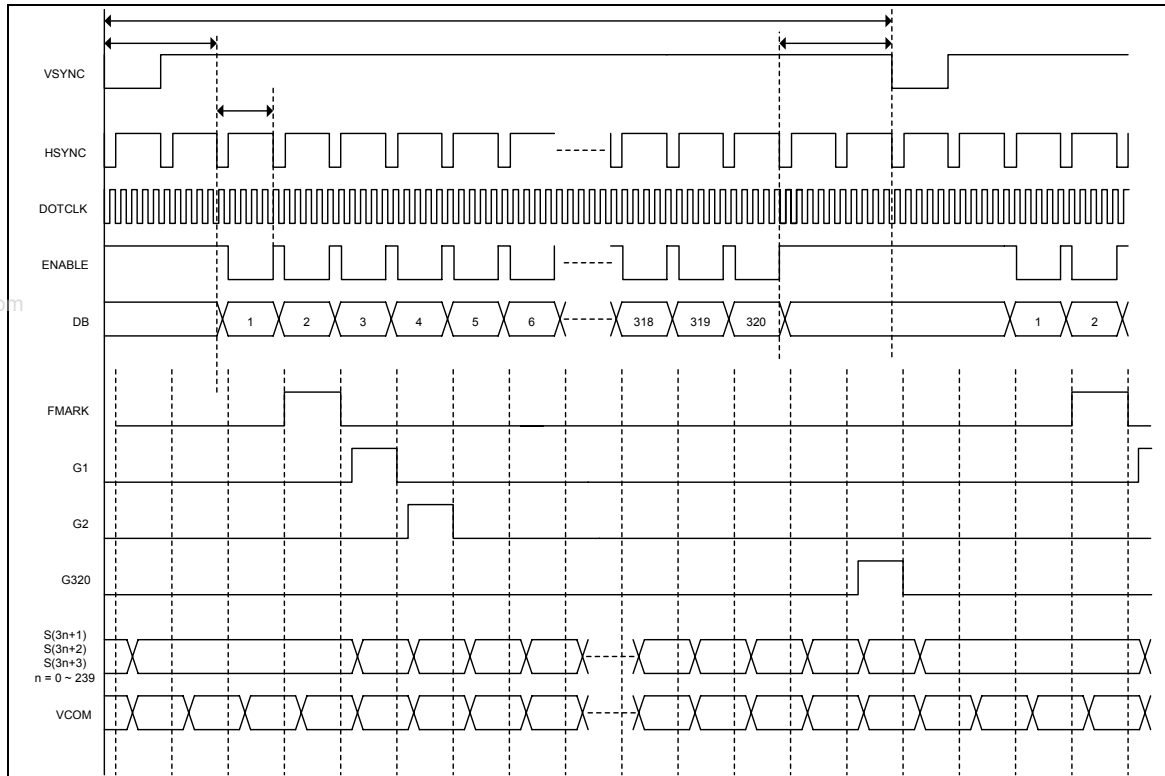 VSYNC
HSYNC
DOTCLK
ENABLE
om
DB
1 2 3 4 5 6 318 319 320 1 2
FMARK
G1
G2
G320
S(3n+1)
S(3n+2)
S(3n+3)
n = 0 ~ 239
VCOM